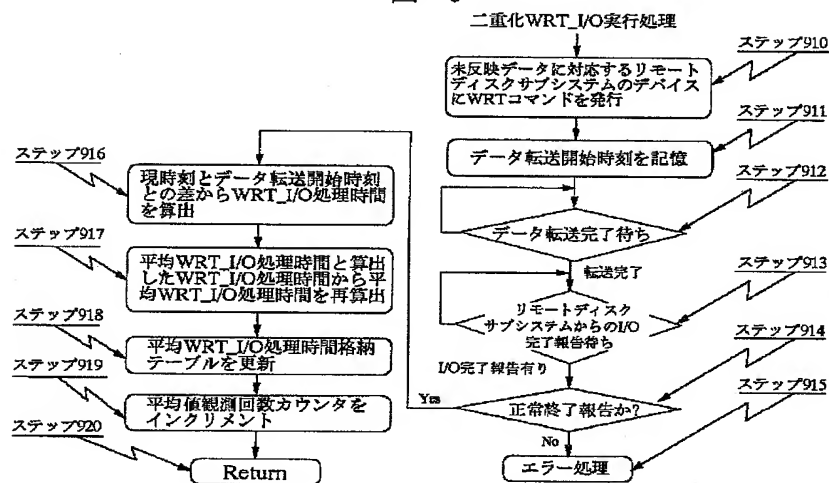 二重化WRT_I/O実行処理
ステップ910
未反映データに対応するリモート
ディスクサブシステムのデバイス
にWRTコマンドを発行
ステップ911
データ転送開始時刻を記憶
ステップ912
データ転送完了待ち
転送完了
ステップ913
リモートディスク
サブシステムからのI/O
完了報告待ち
ステップ914
I/O完了報告有り
正常終了報告か?
Yes
No
ステップ915
エラー処理
ステップ916
現時刻とデータ転送開始時刻
との差からWRT_I/O処理時間
を算出
ステップ917
平均WRT_I/O処理時間と算出
したWRT_I/O処理時間から平
均WRT_I/O処理時間を再算出
ステップ918
平均WRT_I/O処理時間格納
テーブルを更新
ステップ919
平均値観測回数カウンタを
インクリメント
ステップ920
Return